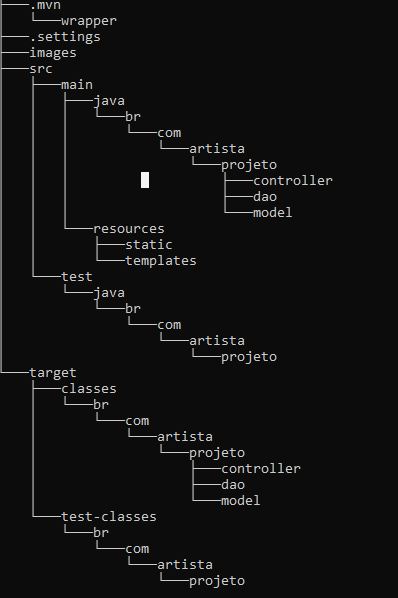 .mvn
wrapper
.settings
images
src
main
java
br
com
artista
projeto
controller
dao
model
resources
static
templates
test
java
br
com
artista
projeto
target
classes
br
com
artista
projeto
controller
dao
model
test-classes
br
com
artista
projeto